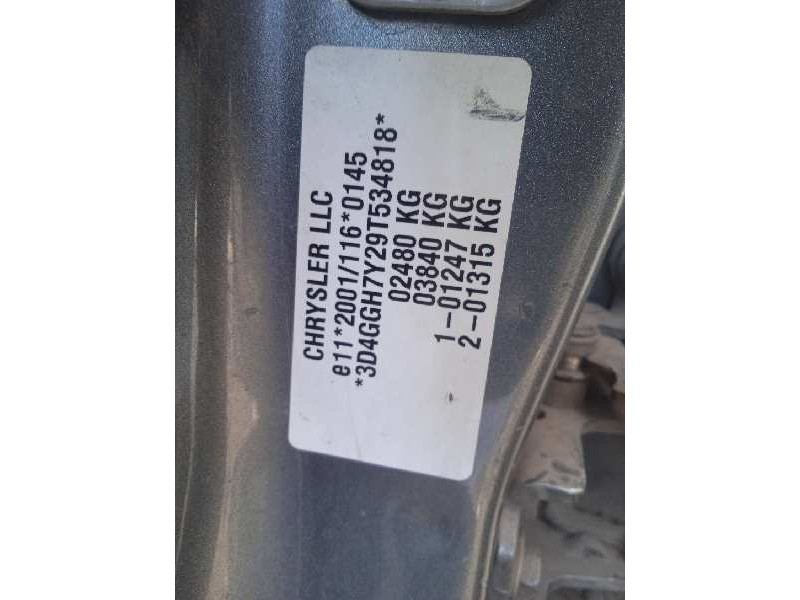 CHRYSLER LLC
e11*2001/116*0145
*3D4GGH7Y29T534818*
02480 KG
03840 KG
1-01247 KG
2-01315 KG